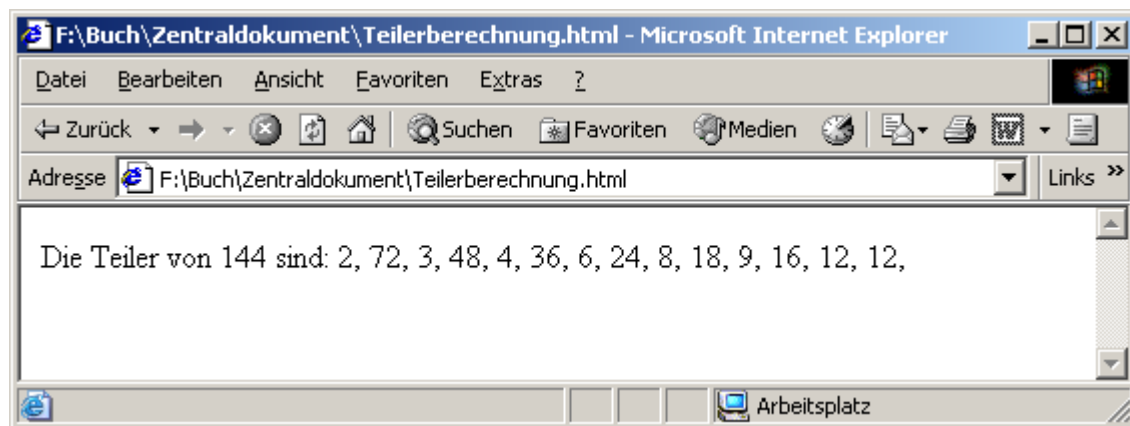 F:\Buch\Zentraldokument\Teilerberechnung.html - Microsoft Internet Explorer
Datei Bearbeiten Ansicht Favoriten Extras ?
Zurück Suchen Favoriten Medien
Adresse F:\Buch\Zentraldokument\Teilerberechnung.html Links »
Die Teiler von 144 sind: 2, 72, 3, 48, 4, 36, 6, 24, 8, 18, 9, 16, 12, 12,
Arbeitsplatz